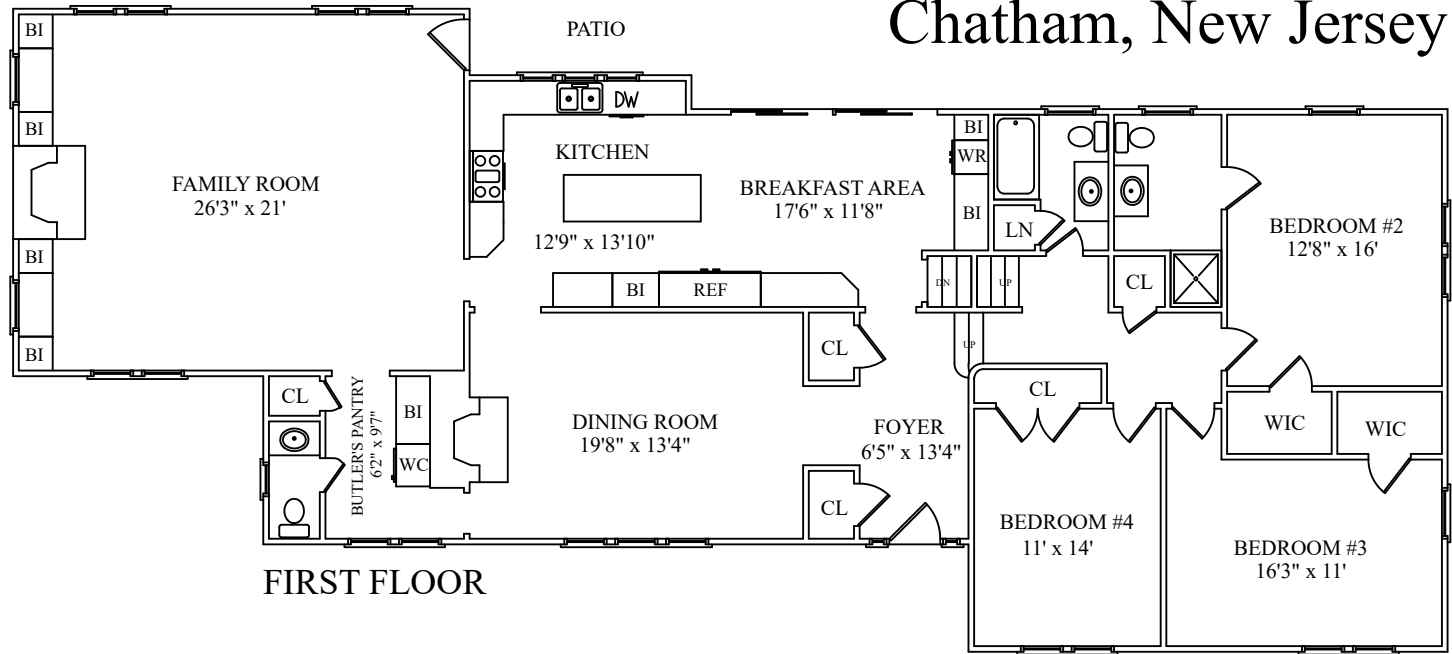 Chatham, New Jersey
PATIO
BI
BI
BI
BI
FAMILY ROOM
26'3" x 21'
DW
KITCHEN
12'9" x 13'10"
BREAKFAST AREA
17'6" x 11'8"
BI
WR
BI
LN
BI
REF
DN
UP
UP
CL
BEDROOM #2
12'8" x 16'
CL
CL
BUTLER'S PANTRY
6'2" x 9'7"
BI
WC
DINING ROOM
19'8" x 13'4"
CL
FOYER
6'5" x 13'4"
CL
WIC
WIC
BEDROOM #4
11' x 14'
BEDROOM #3
16'3" x 11'
FIRST FLOOR